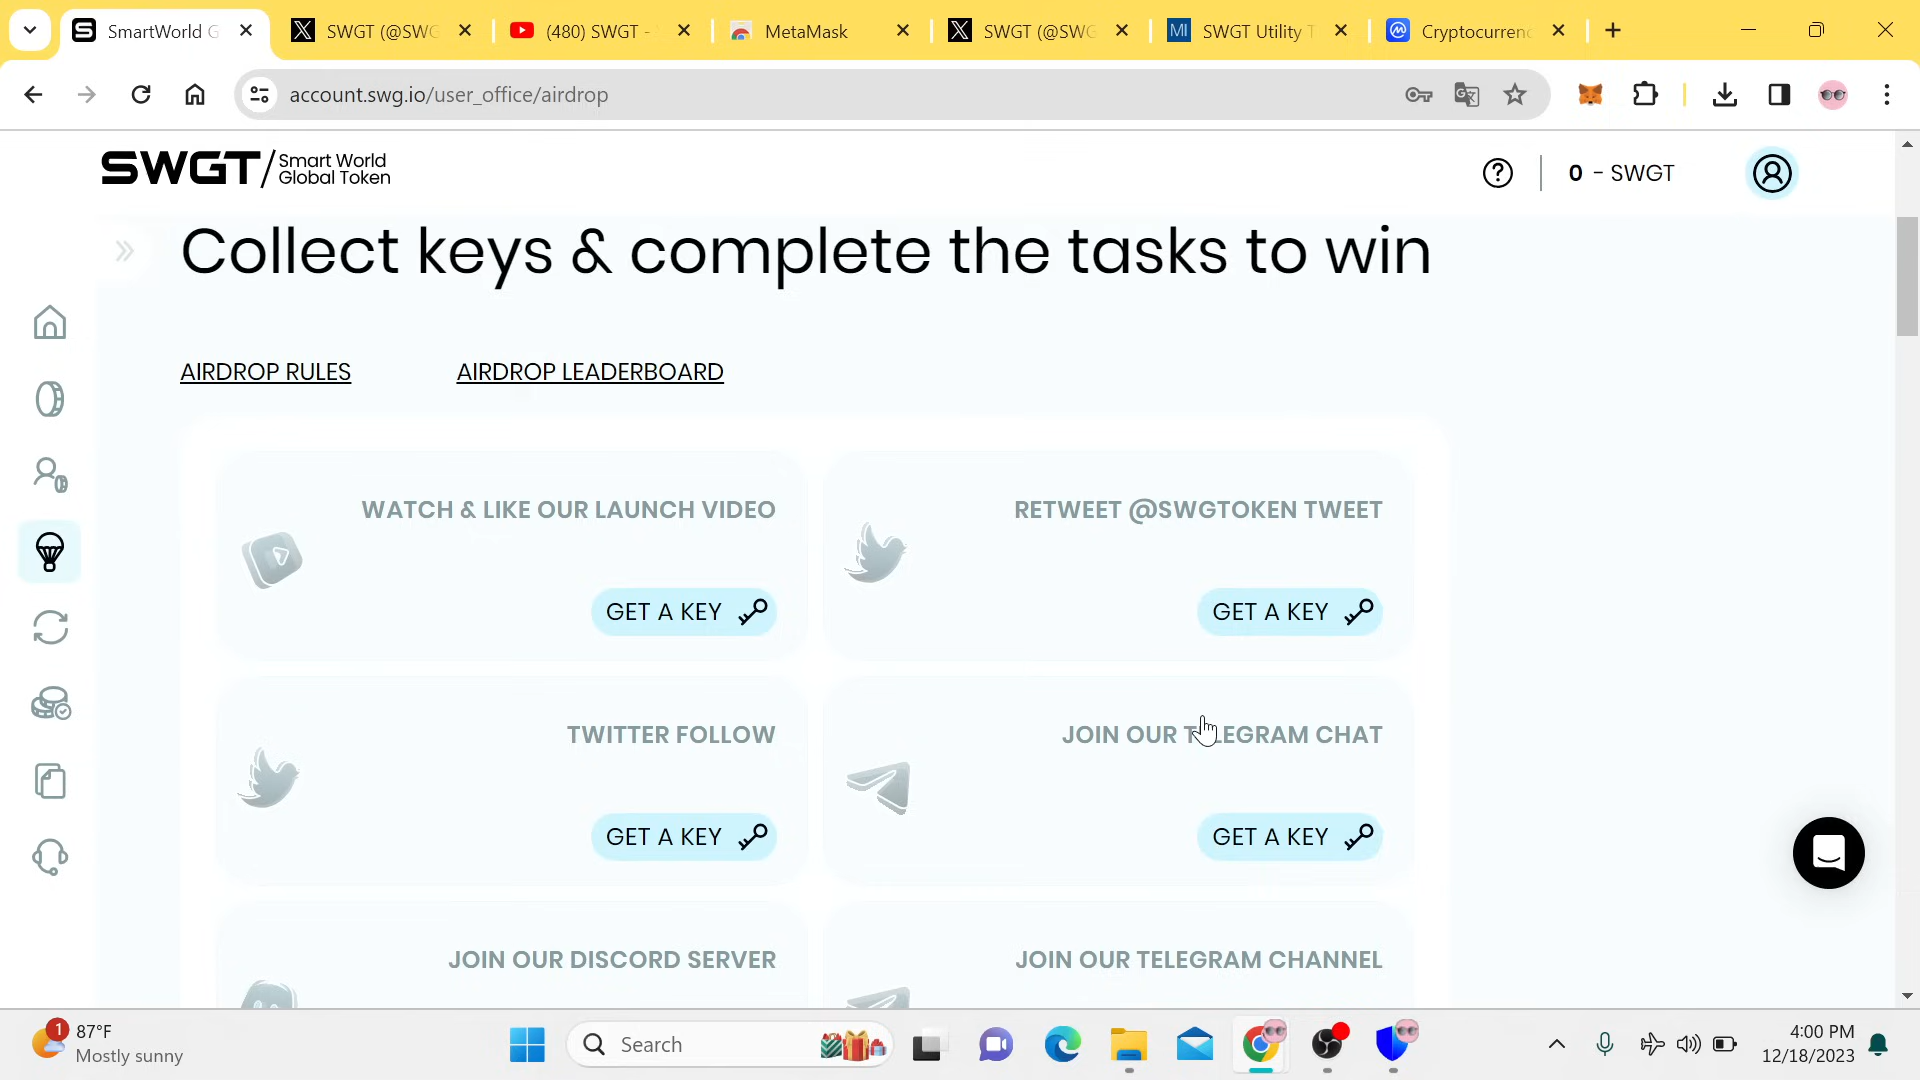 SmartWorld G
SWGT (@SWG
(480) SWGT -
MetaMask
SWGT (@SWG
SWGT Utility T
Cryptocurrenc
account.swg.io/user_office/airdrop
SWGT/ Smart World
Global Token
0 - SWGT
Collect keys & complete the tasks to win
AIRDROP RULES
AIRDROP LEADERBOARD
WATCH & LIKE OUR LAUNCH VIDEO
GET A KEY
RETWEET @SWGTOKEN TWEET
GET A KEY
TWITTER FOLLOW
GET A KEY
JOIN OUR TELEGRAM CHAT
GET A KEY
JOIN OUR DISCORD SERVER
JOIN OUR TELEGRAM CHANNEL
1
87°F
Mostly sunny
Search
4:00 PM
12/18/2023